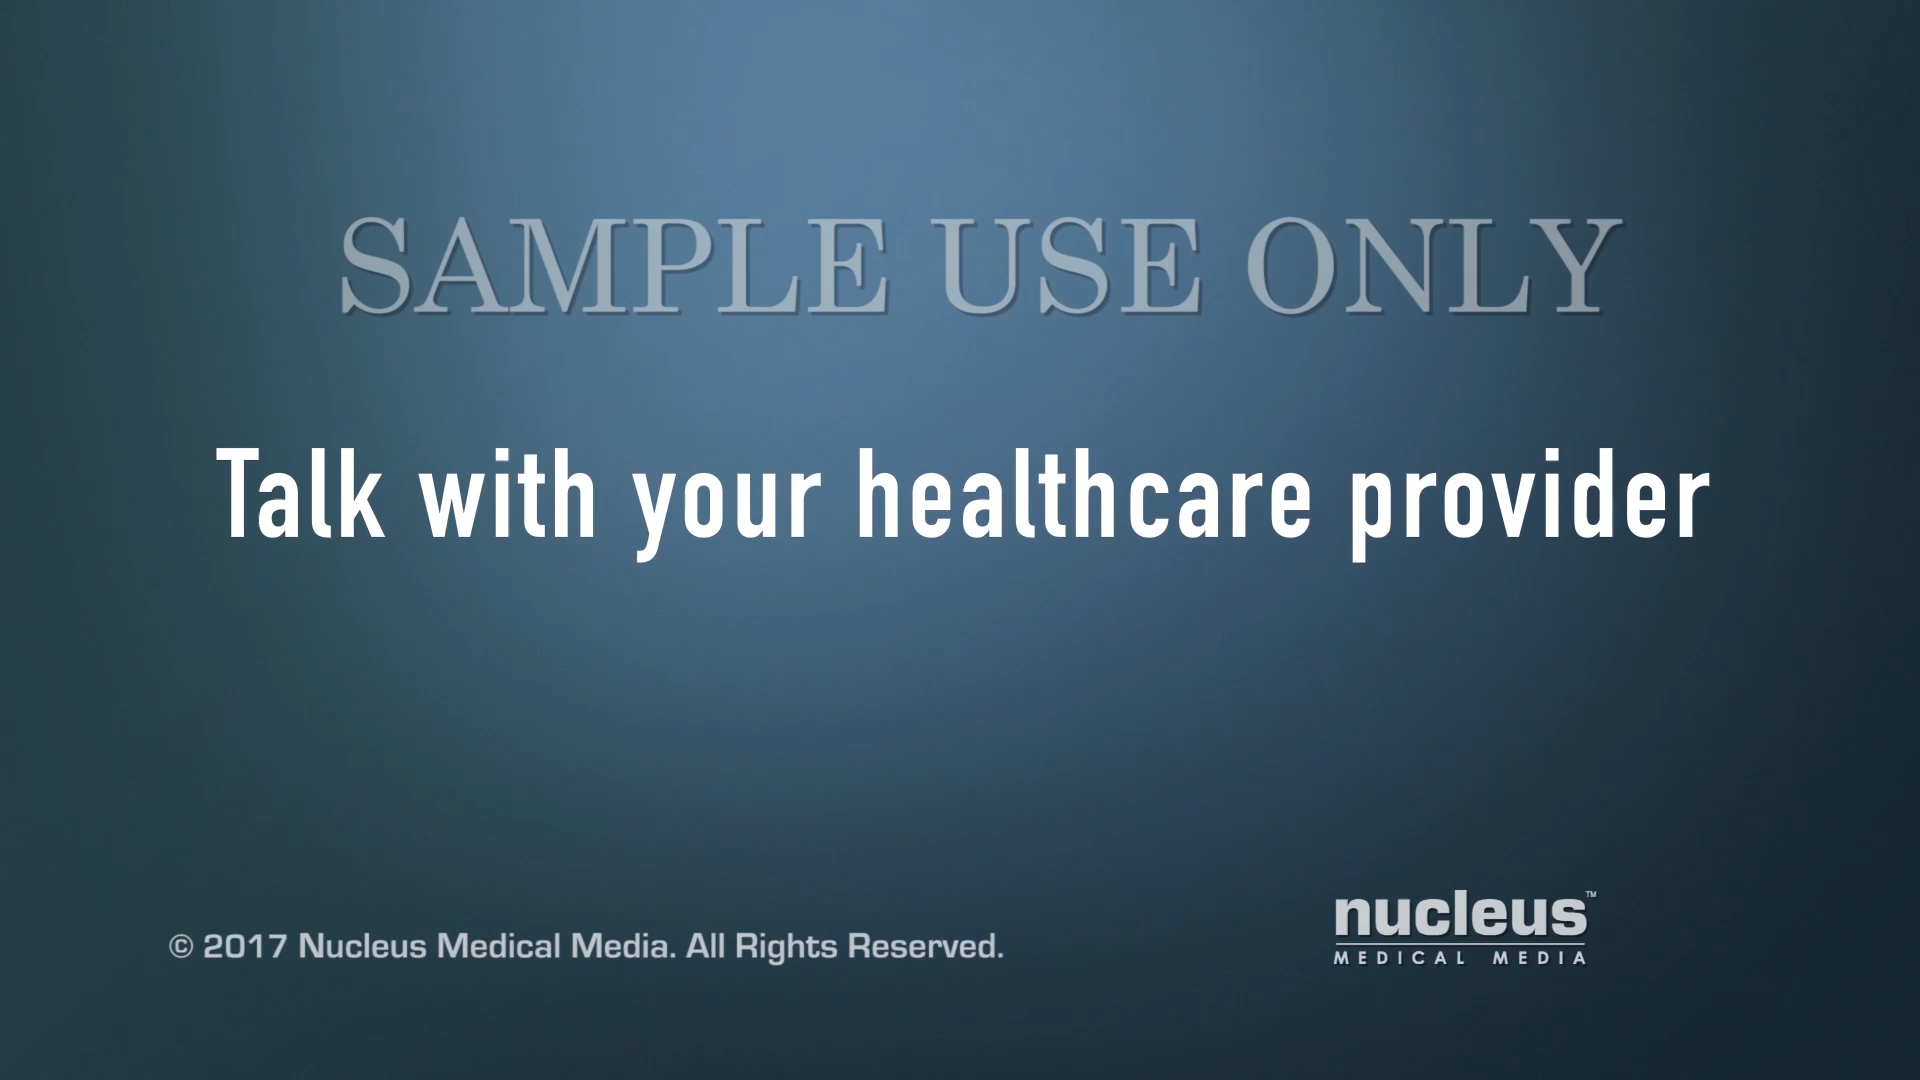 SAMPLE USE ONLY
Talk with your healthcare provider
© 2017 Nucleus Medical Media. All Rights Reserved.
nucleus™
MEDICAL MEDIA